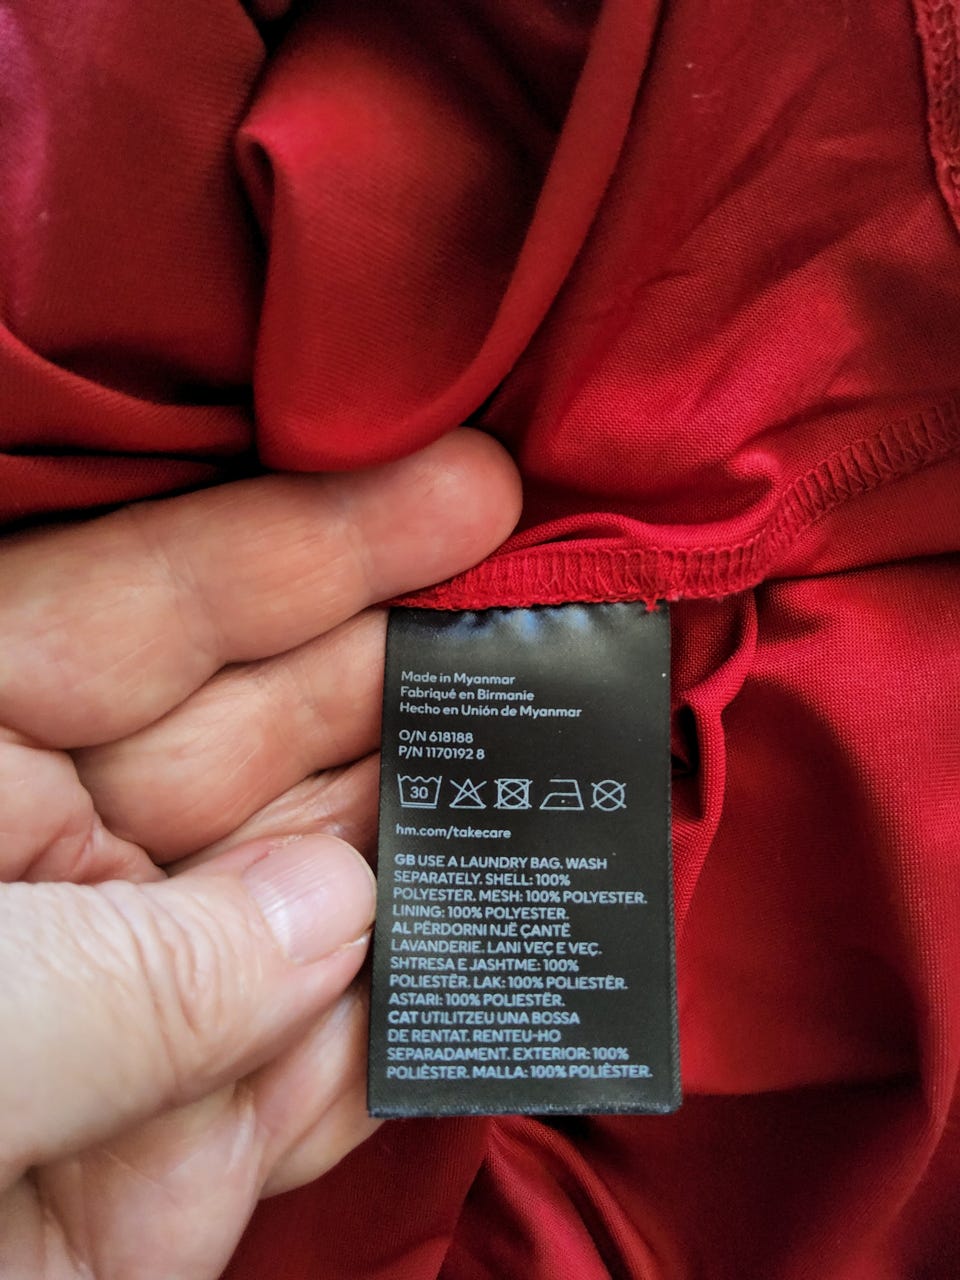 Made in Myanmar
Fabriqué en Birmanie
Hecho en Unión de Myanmar
O/N 618188
P/N 1170192 8
30
hm.com/takecare
GB USE A LAUNDRY BAG. WASH
SEPARATELY. SHELL: 100%
POLYESTER. MESH: 100% POLYESTER.
LINING: 100% POLYESTER.
AL PËRDORNI NJË ÇANTË
LAVANDERIE. LANI VEÇ E VEÇ.
SHTRESA E JASHTME: 100%
POLIESTËR. LAK: 100% POLIESTËR.
ASTARI: 100% POLIESTËR.
CAT UTILITZEU UNA BOSSA
DE RENTAT. RENTEU-HO
SEPARADAMENT. EXTERIOR: 100%
POLIÈSTER. MALLA: 100% POLIÈSTER.